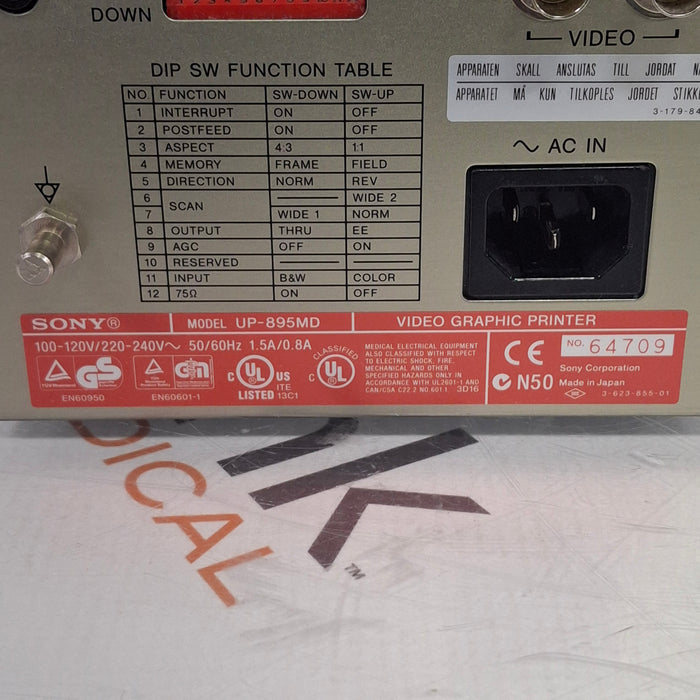 DOWN
VIDEO
DIP SW FUNCTION TABLE
NO FUNCTION SW-DOWN SW-UP
1 INTERRUPT ON OFF
2 POSTFEED ON OFF
3 ASPECT 4:3 1:1
4 MEMORY FRAME FIELD
5 DIRECTION NORM REV
6 SCAN WIDE 2
7 WIDE 1 NORM
8 OUTPUT THRU EE
9 AGC OFF ON
10 RESERVED
11 INPUT B&W COLOR
12 75Ω ON OFF
APPARATEN SKALL ANSLUTAS TILL JORDAT
APPARATET MÅ KUN TILKOPLES JORDET
3-179-84
∼ AC IN
SONY® MODEL UP-895MD VIDEO GRAPHIC PRINTER
100-120V/220-240V∼ 50/60Hz 1.5A/0.8A
EN60950
EN60601-1
GS
C UL US
LISTED
ITE
13C1
CLASSIFIED
C UL
MEDICAL ELECTRICAL EQUIPMENT
ALSO CLASSIFIED WITH RESPECT
TO ELECTRIC SHOCK, FIRE,
MECHANICAL AND OTHER
SPECIFIED HAZARDS ONLY IN
ACCORDANCE WITH UL2601-1 AND
CAN/CSA C22.2 NO.601.1 3D16
CE
N50
NO. 64709
Sony Corporation
Made in Japan
3-623-855-01
DICAL
TM